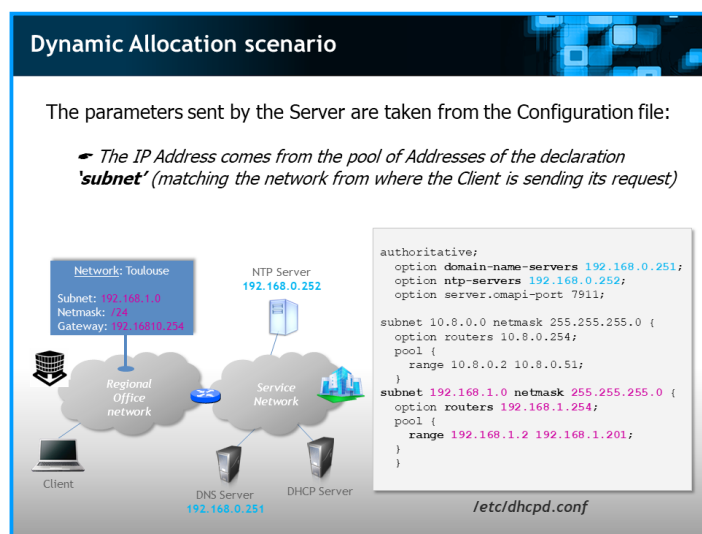 Dynamic Allocation scenario
The parameters sent by the Server are taken from the Configuration file:
☛ The IP Address comes from the pool of Addresses of the declaration
‘subnet’ (matching the network from where the Client is sending its request)
Network: Toulouse
Subnet: 192.168.1.0
Netmask: /24
Gateway: 192.16810.254
NTP Server
192.168.0.252
Regional
Office
network
Service
Network
Client
DNS Server
192.168.0.251
DHCP Server
authoritative;
option domain-name-servers 192.168.0.251;
option ntp-servers 192.168.0.252;
option server.omapi-port 7911;
subnet 10.8.0.0 netmask 255.255.255.0 {
option routers 10.8.0.254;
pool {
range 10.8.0.2 10.8.0.51;
}
subnet 192.168.1.0 netmask 255.255.255.0 {
option routers 192.168.1.254;
pool {
range 192.168.1.2 192.168.1.201;
}
}
/etc/dhcpd.conf